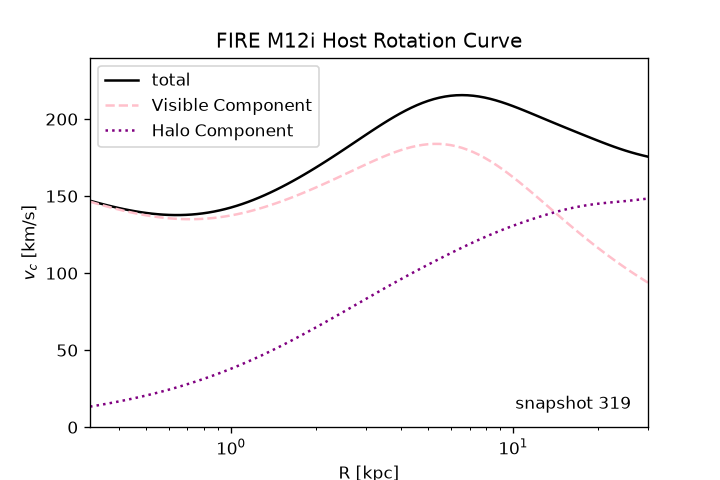 FIRE M12i Host Rotation Curve
total
Visible Component
Halo Component
200
150
100
50
0
v_c [km/s]
snapshot 319
10^0
10^1
R [kpc]